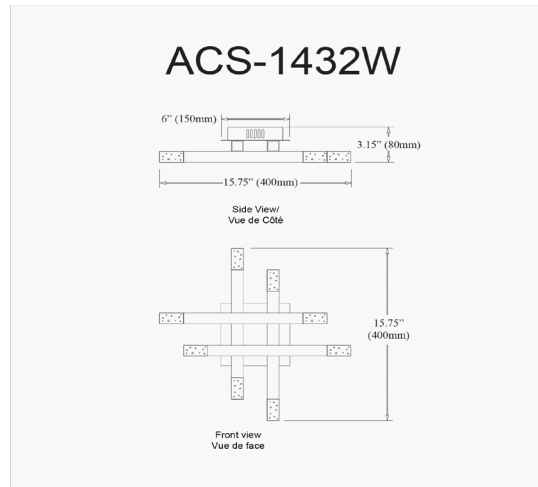 ACS-1432W
6” (150mm)
3.15” (80mm)
15.75” (400mm)
Side View/
Vue de Côté
15.75”
(400mm)
Front view
Vue de face